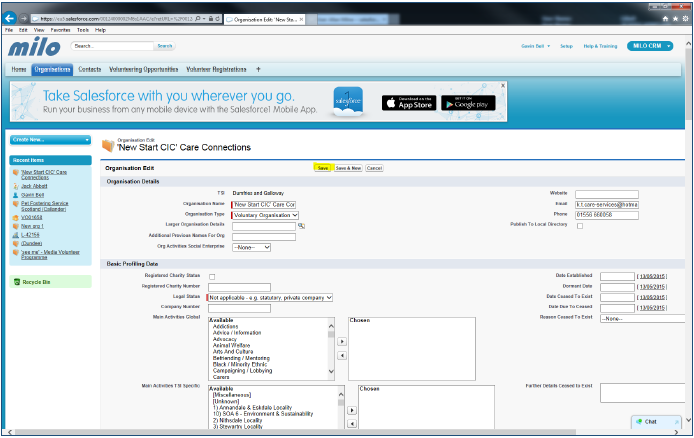 https://eu3.salesforce.com/
Organisation Edit: 'New Sta...
File Edit View Favorites Tools Help
milo
Search...
Search
Gavin Bell
Setup
Help & Training
MILO CRM
Home
Organisations
Contacts
Volunteering Opportunities
Volunteer Registrations
+
Take Salesforce with you wherever you go.
Run your business from any mobile device with the Salesforce1 Mobile App.
salesforce
Download on the
App Store
GET IT ON
Google play
X
Create New...
Recent Items
'New Start CIC' Care
Connections
Jack Abbott
Gavin Bell
Pet Fostering Service
Scotland (Callander)
VO31658
New org 1
L-42156
(Dundee)
'see me' - Media Volunteer
Programme
Recycle Bin
Organisation Edit
'New Start CIC' Care Connections
Organisation Edit
Save
Save & New
Cancel
Organisation Details
TSI
Dumfries and Galloway
Organisation Name
'New Start CIC' Care Cor
Organisation Type
Voluntary Organisation
Larger Organisation Details
Additional Previous Names For Org
Org Activities Social Enterprise
--None--
Website
Email
k.t.care-services@hotma
Phone
01556 660058
Publish To Local Directory
Basic Profiling Data
Registered Charity Status
Registered Charity Number
Legal Status
Not applicable - e.g. statutory, private company
Company Number
Main Activities Global
Available
Addictions
Advice / Information
Advocacy
Animal Welfare
Arts And Culture
Befriending / Mentoring
Black / Minority Ethnic
Campaigning / Lobbying
Carers
Chosen
Date Established
[ 13/05/2015 ]
Dormant Date
[ 13/05/2015 ]
Date Ceased To Exist
[ 13/05/2015 ]
Date Due To Ceased
[ 13/05/2015 ]
Reason Ceased To Exist
--None--
Main Activities TSI Specific
Available
[Miscellaneous]
[Unknown]
1) Annandale & Eskdale Locality
10) SOA 6 - Environment & Sustainability
2) Nithsdale Locality
3) Stewartry Locality
Chosen
Further Details Ceased to Exist
Chat